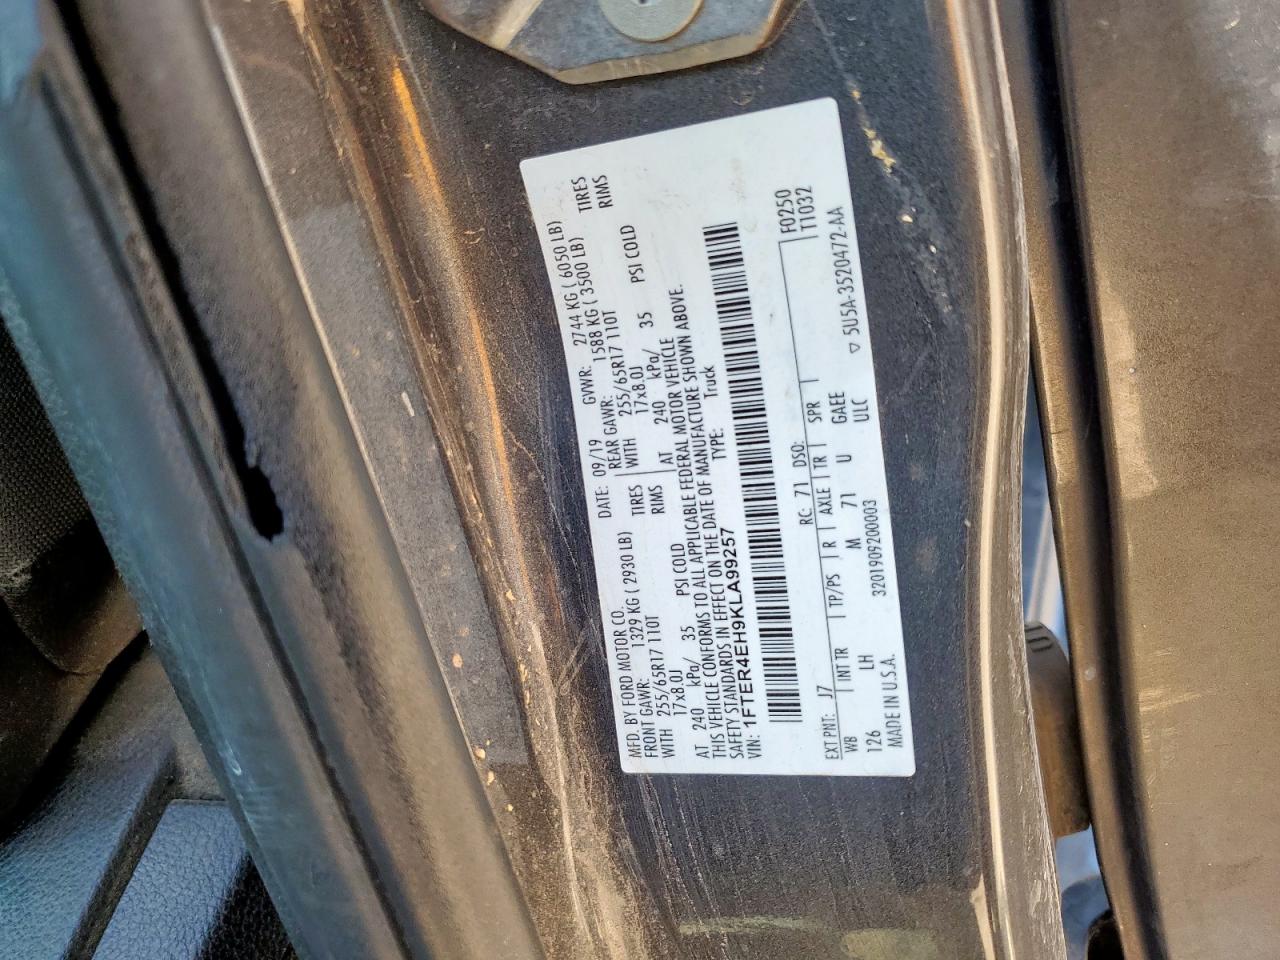 MFD. BY FORD MOTOR CO.
DATE: 09/19 GVWR: 2744 KG ( 6050 LB)
FRONT GAWR: 1329 KG ( 2930 LB) REAR GAWR: 1588 KG ( 3500 LB)
WITH 255/65R17 110T TIRES WITH 255/65R17 110T TIRES
17x8.0J RIMS 17x8.0J RIMS
AT 240 kPa/ 35 PSI COLD AT 240 kPa/ 35 PSI COLD
THIS VEHICLE CONFORMS TO ALL APPLICABLE FEDERAL MOTOR VEHICLE
SAFETY STANDARDS IN EFFECT ON THE DATE OF MANUFACTURE SHOWN ABOVE.
VIN: 1FTER4EH9KLA99257 TYPE: Truck
F0250
EXT PNT: J7 RC: 71 DSO: T1032
WB INT TR TP/PS R AXLE TR SPR
126 LH M 71 U GAEE
ULC
MADE IN U.S.A. 3201909200003 ▽ 5U5A-3520472-AA